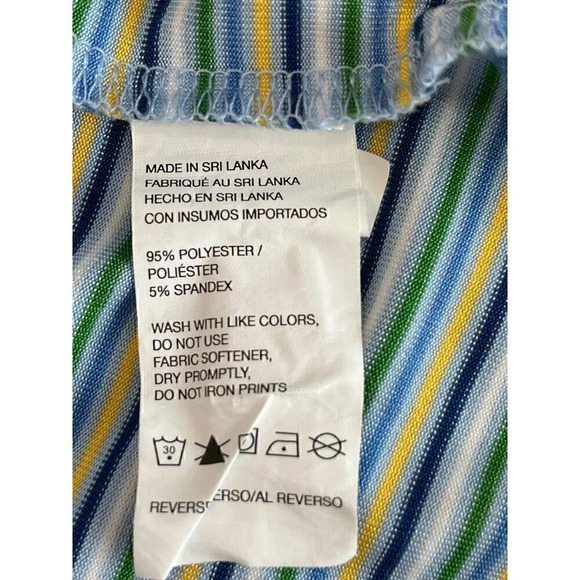 MADE IN SRI LANKA
FABRIQUÉ AU SRI LANKA
HECHO EN SRI LANKA
CON INSUMOS IMPORTADOS
95% POLYESTER /
POLIÉSTER
5% SPANDEX
WASH WITH LIKE COLORS,
DO NOT USE
FABRIC SOFTENER,
DRY PROMPTLY,
DO NOT IRON PRINTS
30
ERSO/AL REVERSO